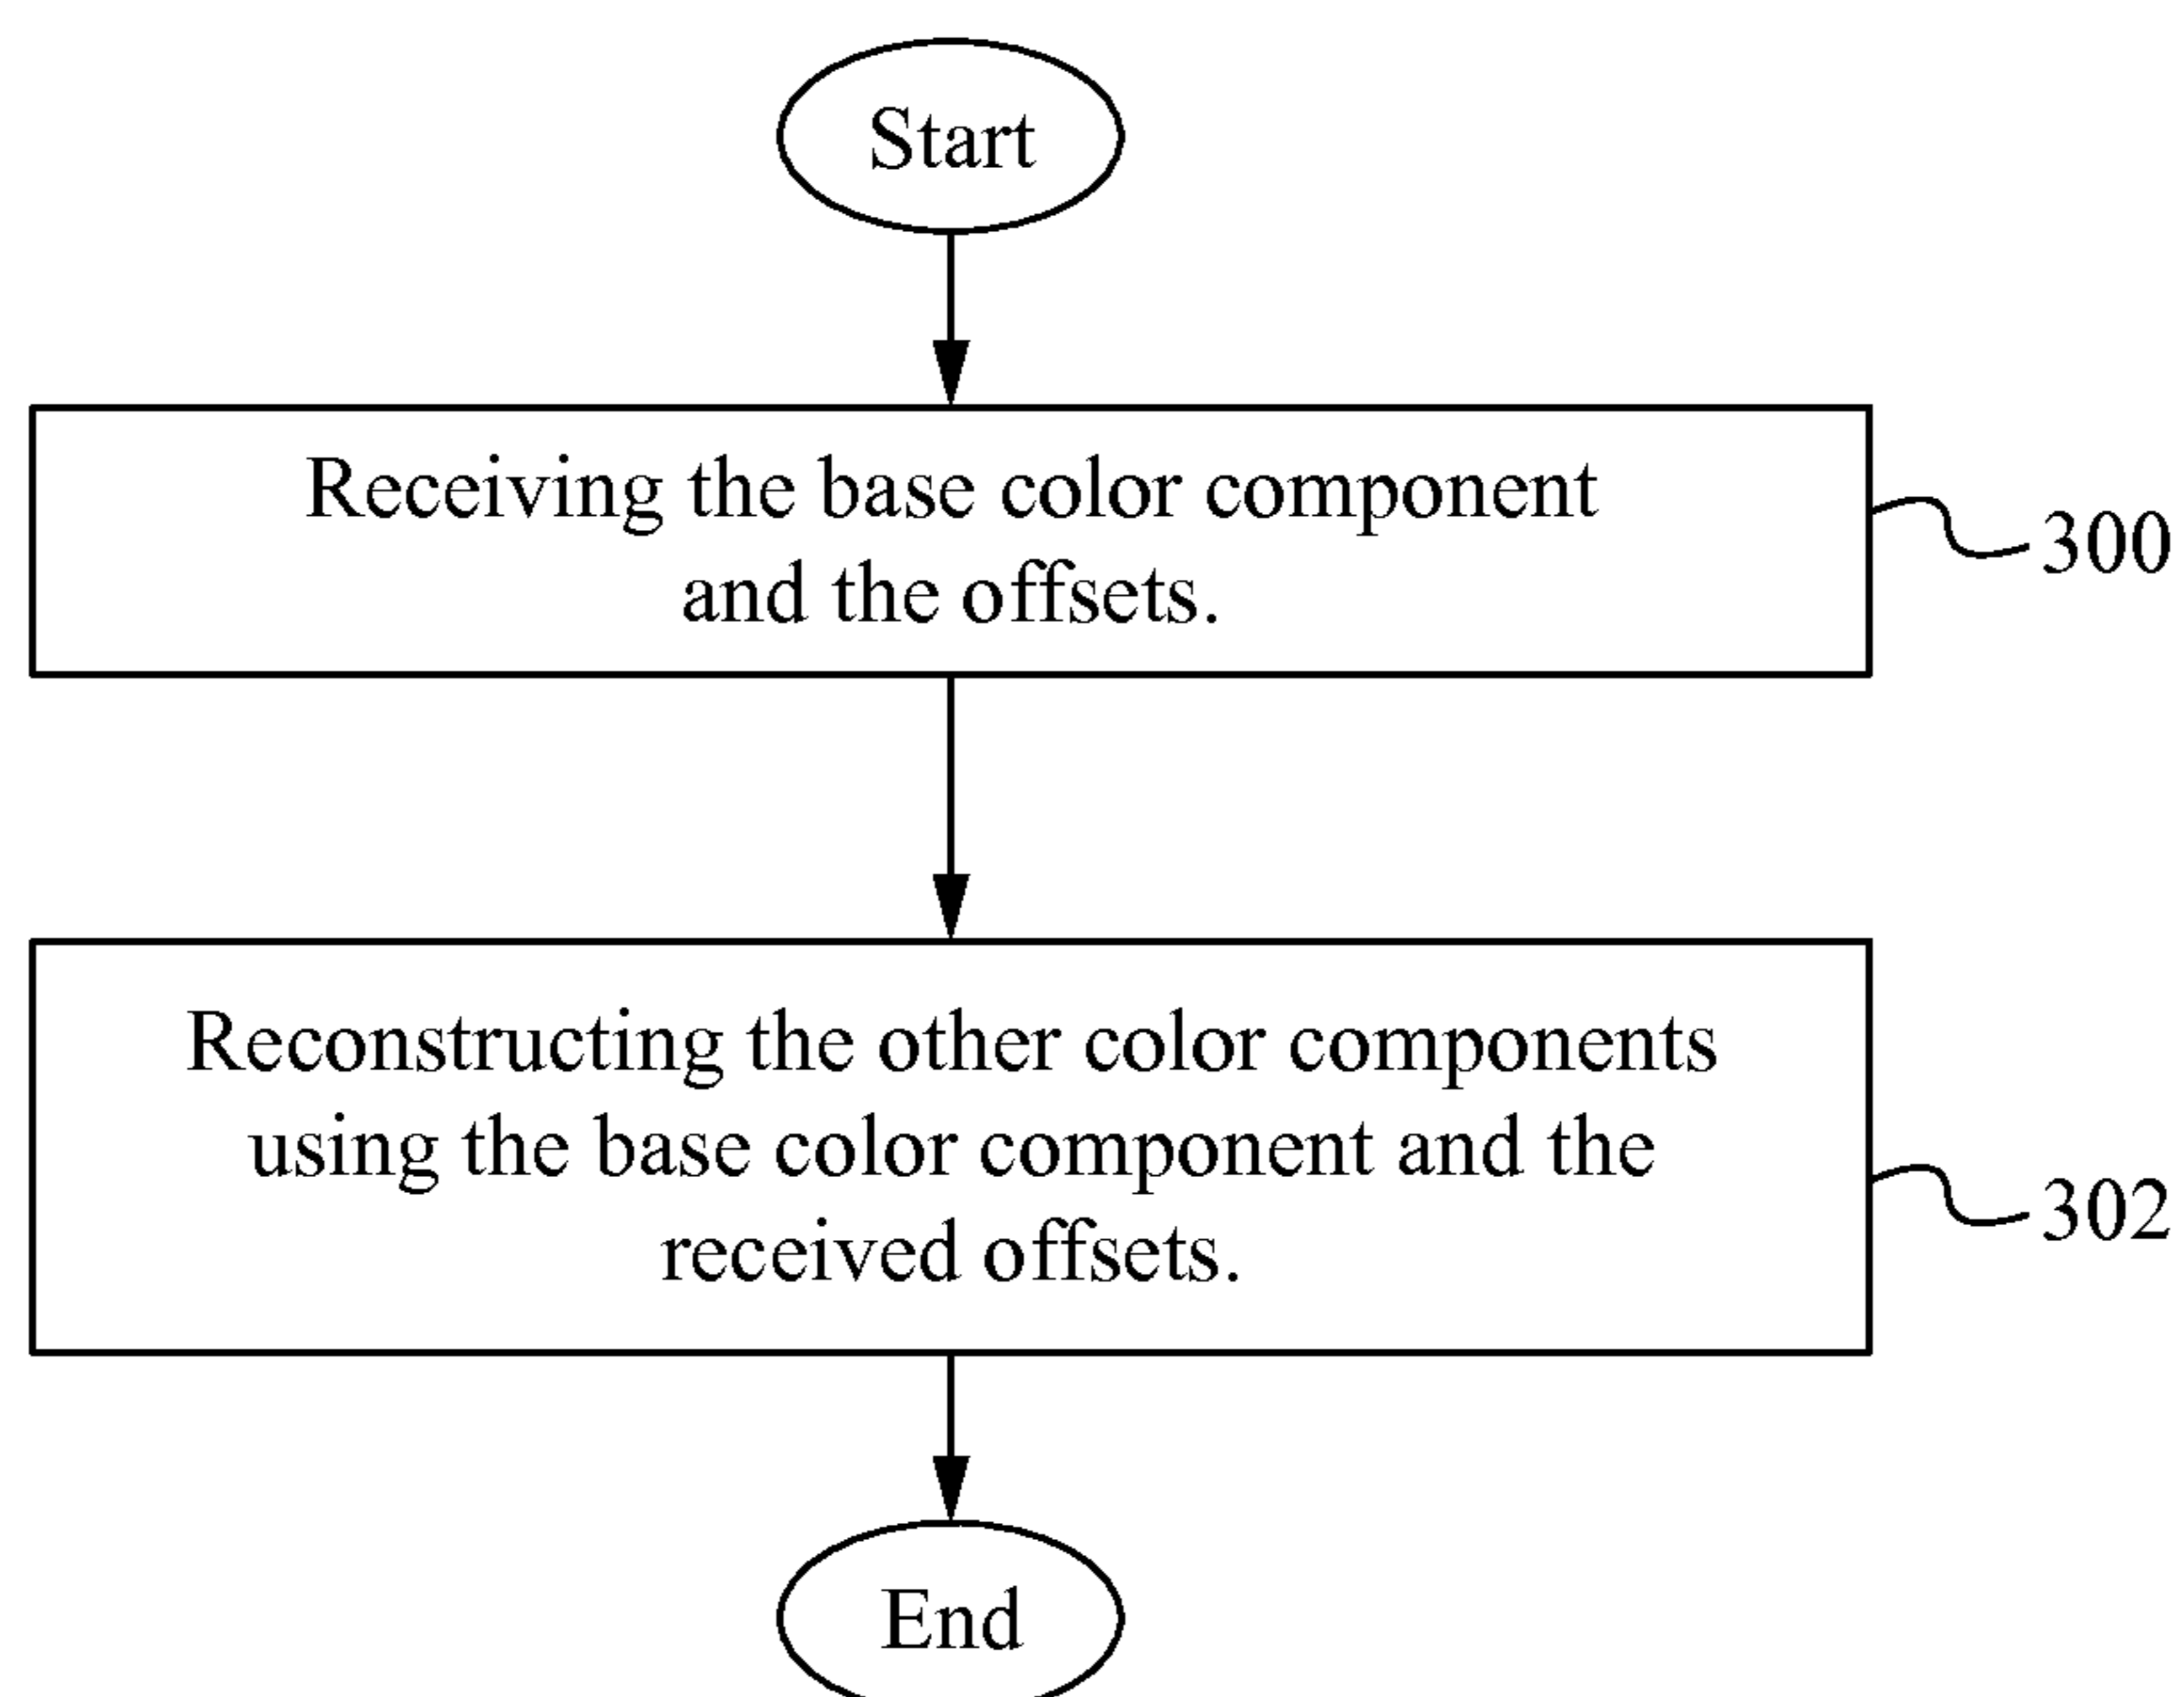 Start
Receiving the base color component
and the offsets.
300
Reconstructing the other color components
using the base color component and the
received offsets.
302
End